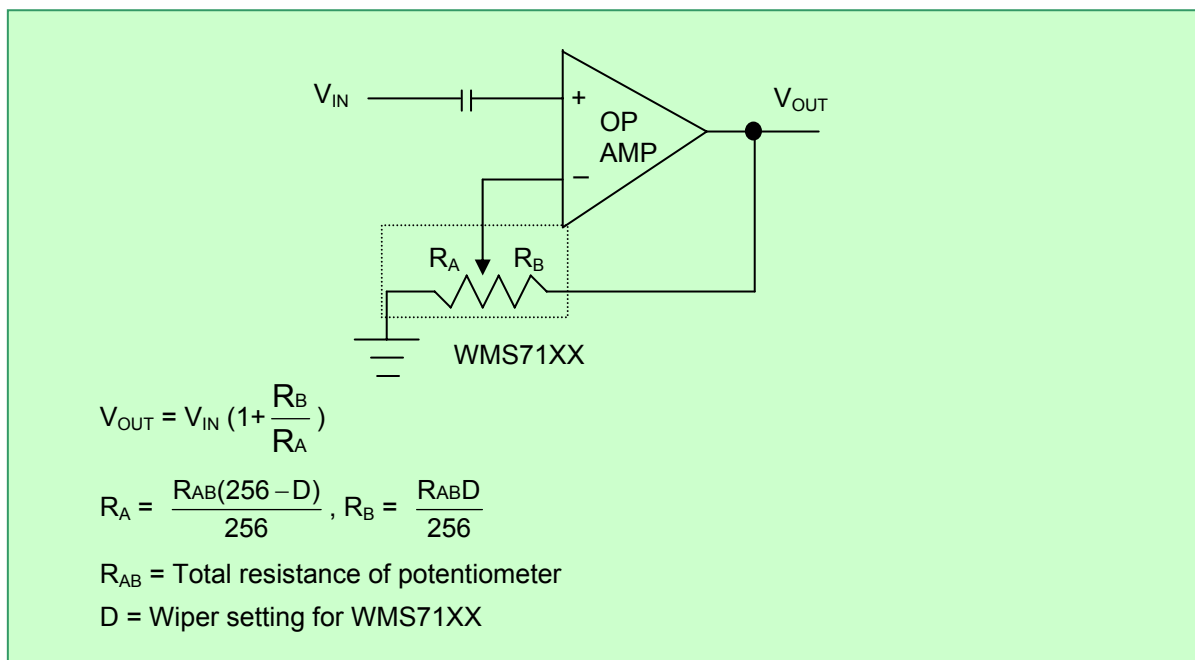 V_IN
V_OUT
+
OP
AMP
−
R_A R_B
WMS71XX
V_OUT = V_IN (1+ R_B/R_A )
R_A = R_AB(256 − D)/256 , R_B = R_ABD/256
R_AB = Total resistance of potentiometer
D = Wiper setting for WMS71XX